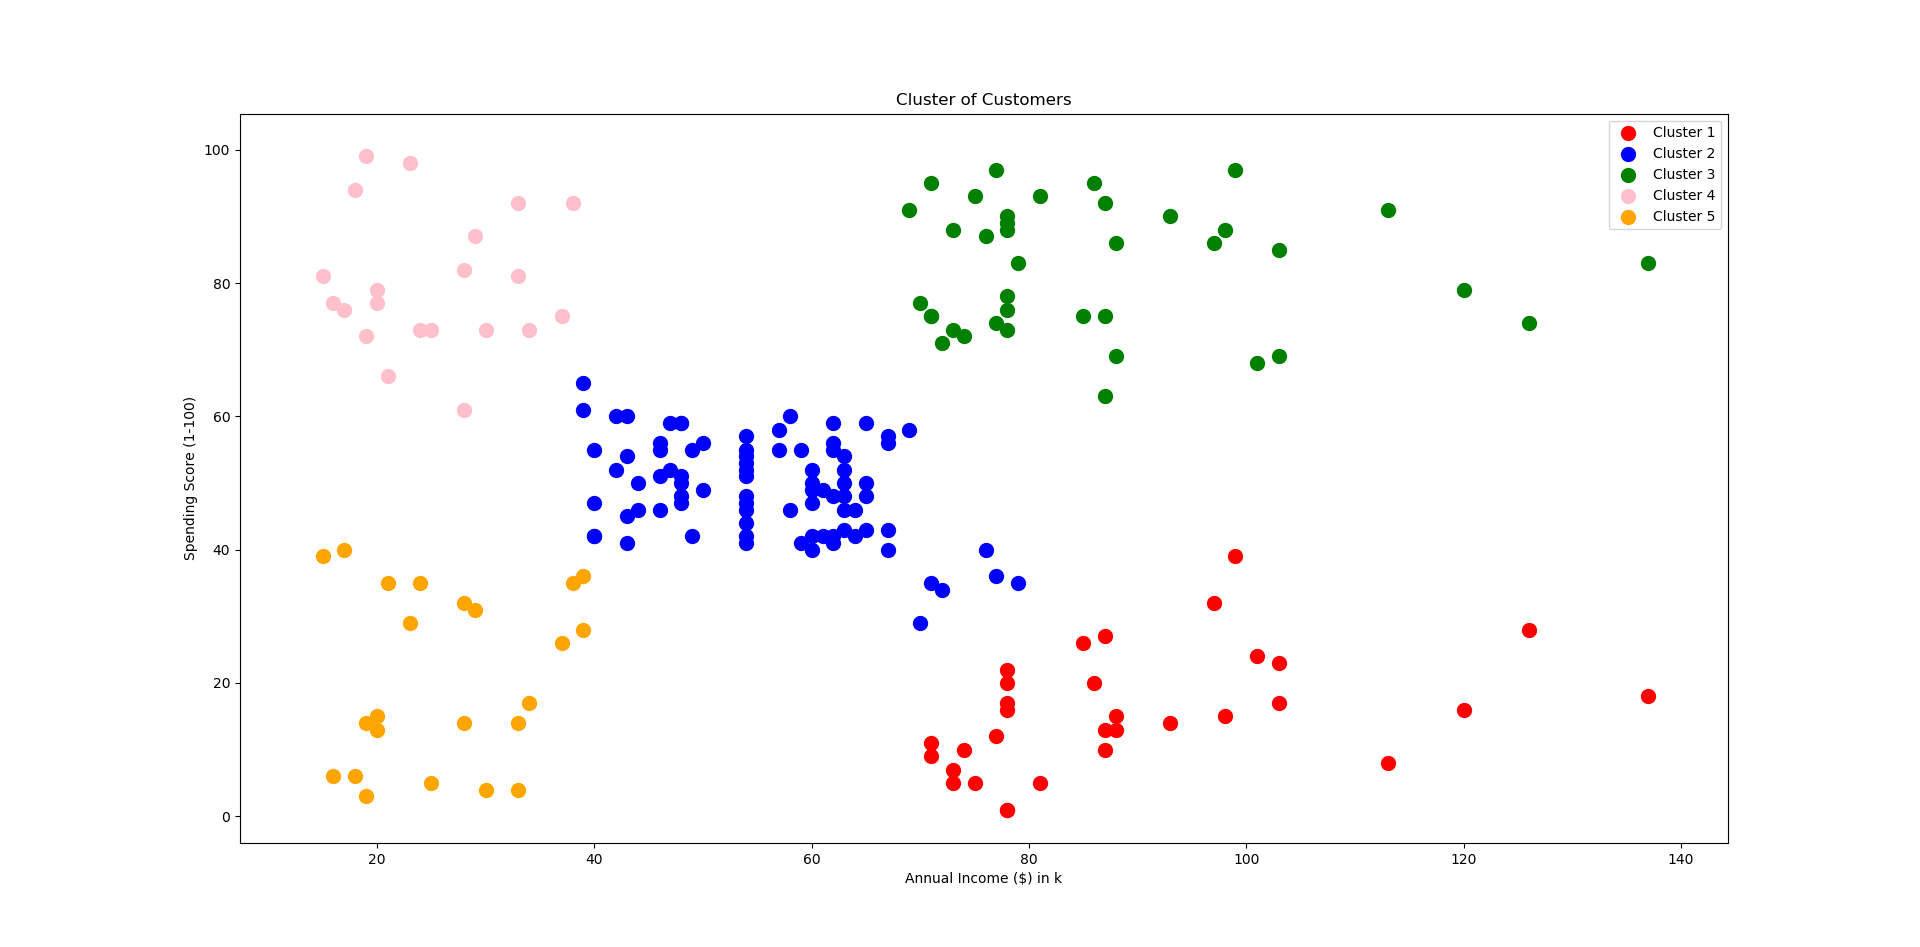 Cluster of Customers
Cluster 1
Cluster 2
Cluster 3
Cluster 4
Cluster 5
100
80
60
40
20
0
Spending Score (1-100)
20 40 60 80 100 120 140
Annual Income ($) in k